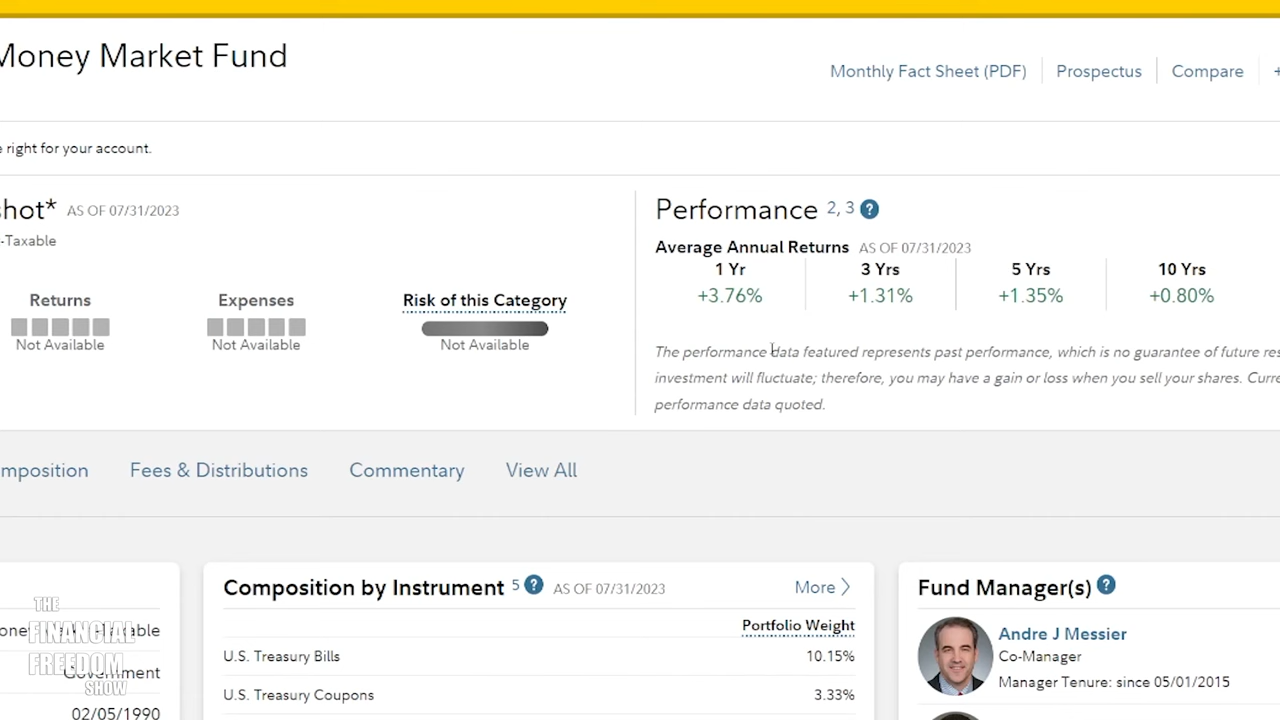 Money Market Fund
Monthly Fact Sheet (PDF) Prospectus Compare +
e right for your account.
shot* AS OF 07/31/2023
-Taxable
Returns Expenses Risk of this Category
Not Available Not Available Not Available
Performance 2, 3 ?
Average Annual Returns AS OF 07/31/2023
1 Yr 3 Yrs 5 Yrs 10 Yrs
+3.76% +1.31% +1.35% +0.80%
The performance data featured represents past performance, which is no guarantee of future res
investment will fluctuate; therefore, you may have a gain or loss when you sell your shares. Curre
performance data quoted.
mposition Fees & Distributions Commentary View All
THE
FINANCIAL
FREEDOM
SHOW
Government
02/05/1990
Composition by Instrument 5 ? AS OF 07/31/2023 More >
Portfolio Weight
U.S. Treasury Bills 10.15%
U.S. Treasury Coupons 3.33%
Fund Manager(s) ?
Andre J Messier
Co-Manager
Manager Tenure: since 05/01/2015